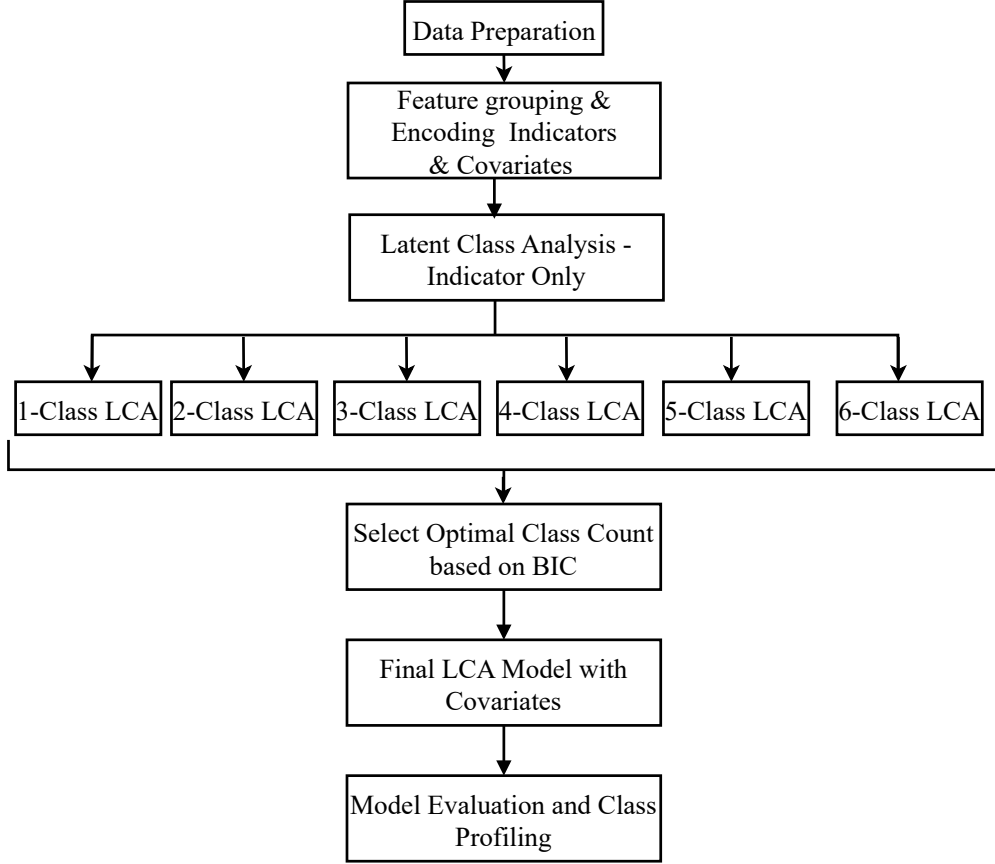 Data Preparation
Feature grouping &
Encoding Indicators
& Covariates
Latent Class Analysis -
Indicator Only
1-Class LCA
2-Class LCA
3-Class LCA
4-Class LCA
5-Class LCA
6-Class LCA
Select Optimal Class Count
based on BIC
Final LCA Model with
Covariates
Model Evaluation and Class
Profiling